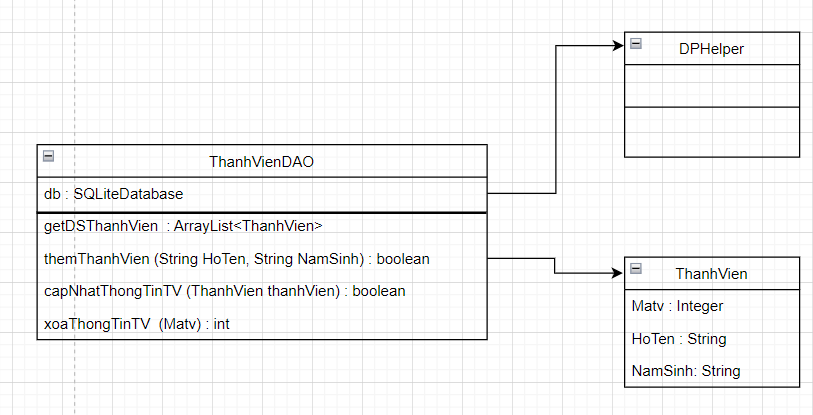 DPHelper
ThanhVienDAO
db : SQLiteDatabase
getDSThanhVien  : ArrayList<ThanhVien>
themThanhVien (String HoTen, String NamSinh) : boolean
capNhatThongTinTV (ThanhVien thanhVien) : boolean
xoaThongTinTV  (Matv) : int
ThanhVien
Matv : Integer
HoTen : String
NamSinh: String